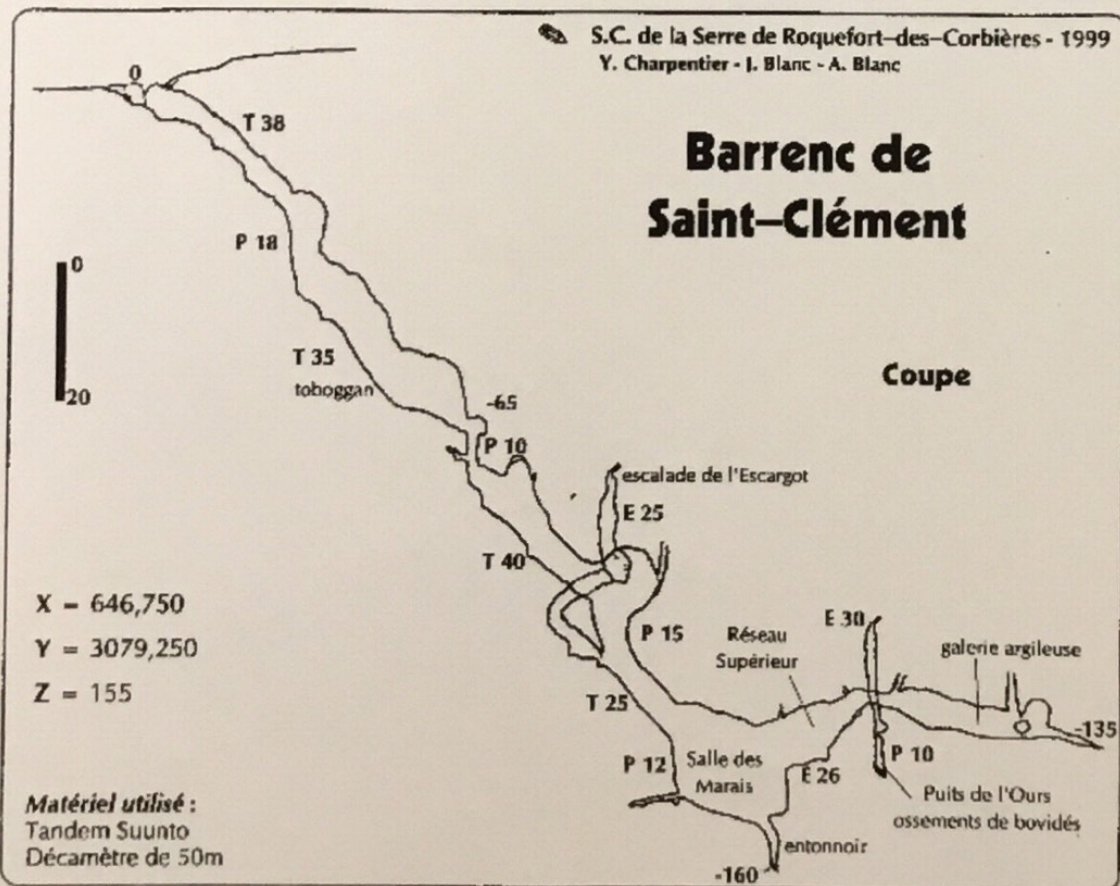 S.C. de la Serre de Roquefort-des-Corbières - 1999
Y. Charpentier - J. Blanc - A. Blanc
Barrenc de
Saint-Clément
0
T 38
P 18
0
20
T 35
toboggan
Coupe
-65
P 10
escalade de l'Escargot
E 25
T 40
X = 646,750
Y = 3079,250
Z = 155
P 15
Réseau
Supérieur
E 30
galerie argileuse
T 25
-135
P 12
Salle des
Marais
E 26
P 10
Puits de l'Ours
ossements de bovidés
entonnoir
-160
Matériel utilisé :
Tandem Suunto
Décamètre de 50m